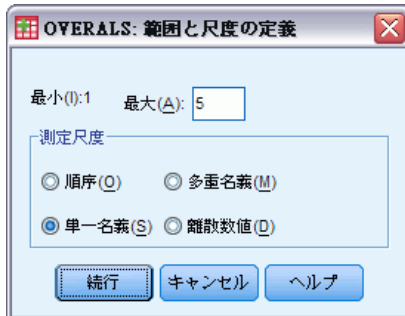 OVERALS: 範囲と尺度の定義
最小(I):1 最大(A): 5
測定尺度
順序(O) 多重名義(M)
単一名義(S) 離散数値(D)
続行 キャンセル ヘルプ